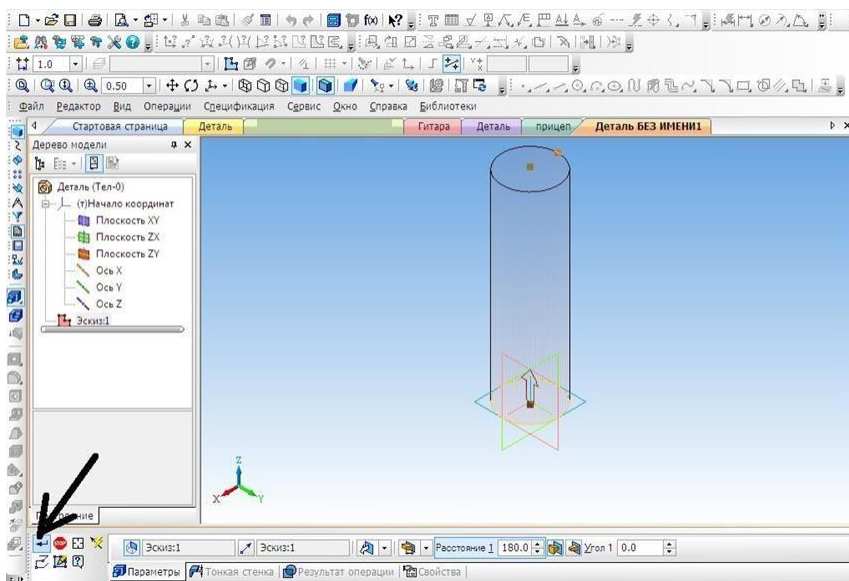 1.0
0.50
Файл Редактор Вид Операции Спецификация Сервис Окно Справка Библиотеки
Стартовая страница Деталь Гитара Деталь прицеп Деталь БЕЗ ИМЕНИ1
Дерево модели
Деталь (Тел-0)
(т)Начало координат
Плоскость XY
Плоскость ZX
Плоскость ZY
Ось X
Ось Y
Ось Z
Эскиз:1
Z
X Y
STOP
Эскиз:1 Эскиз:1 Расстояние 1 180.0 Угол 1 0.0
Параметры Тонкая стенка Результат операции Свойства